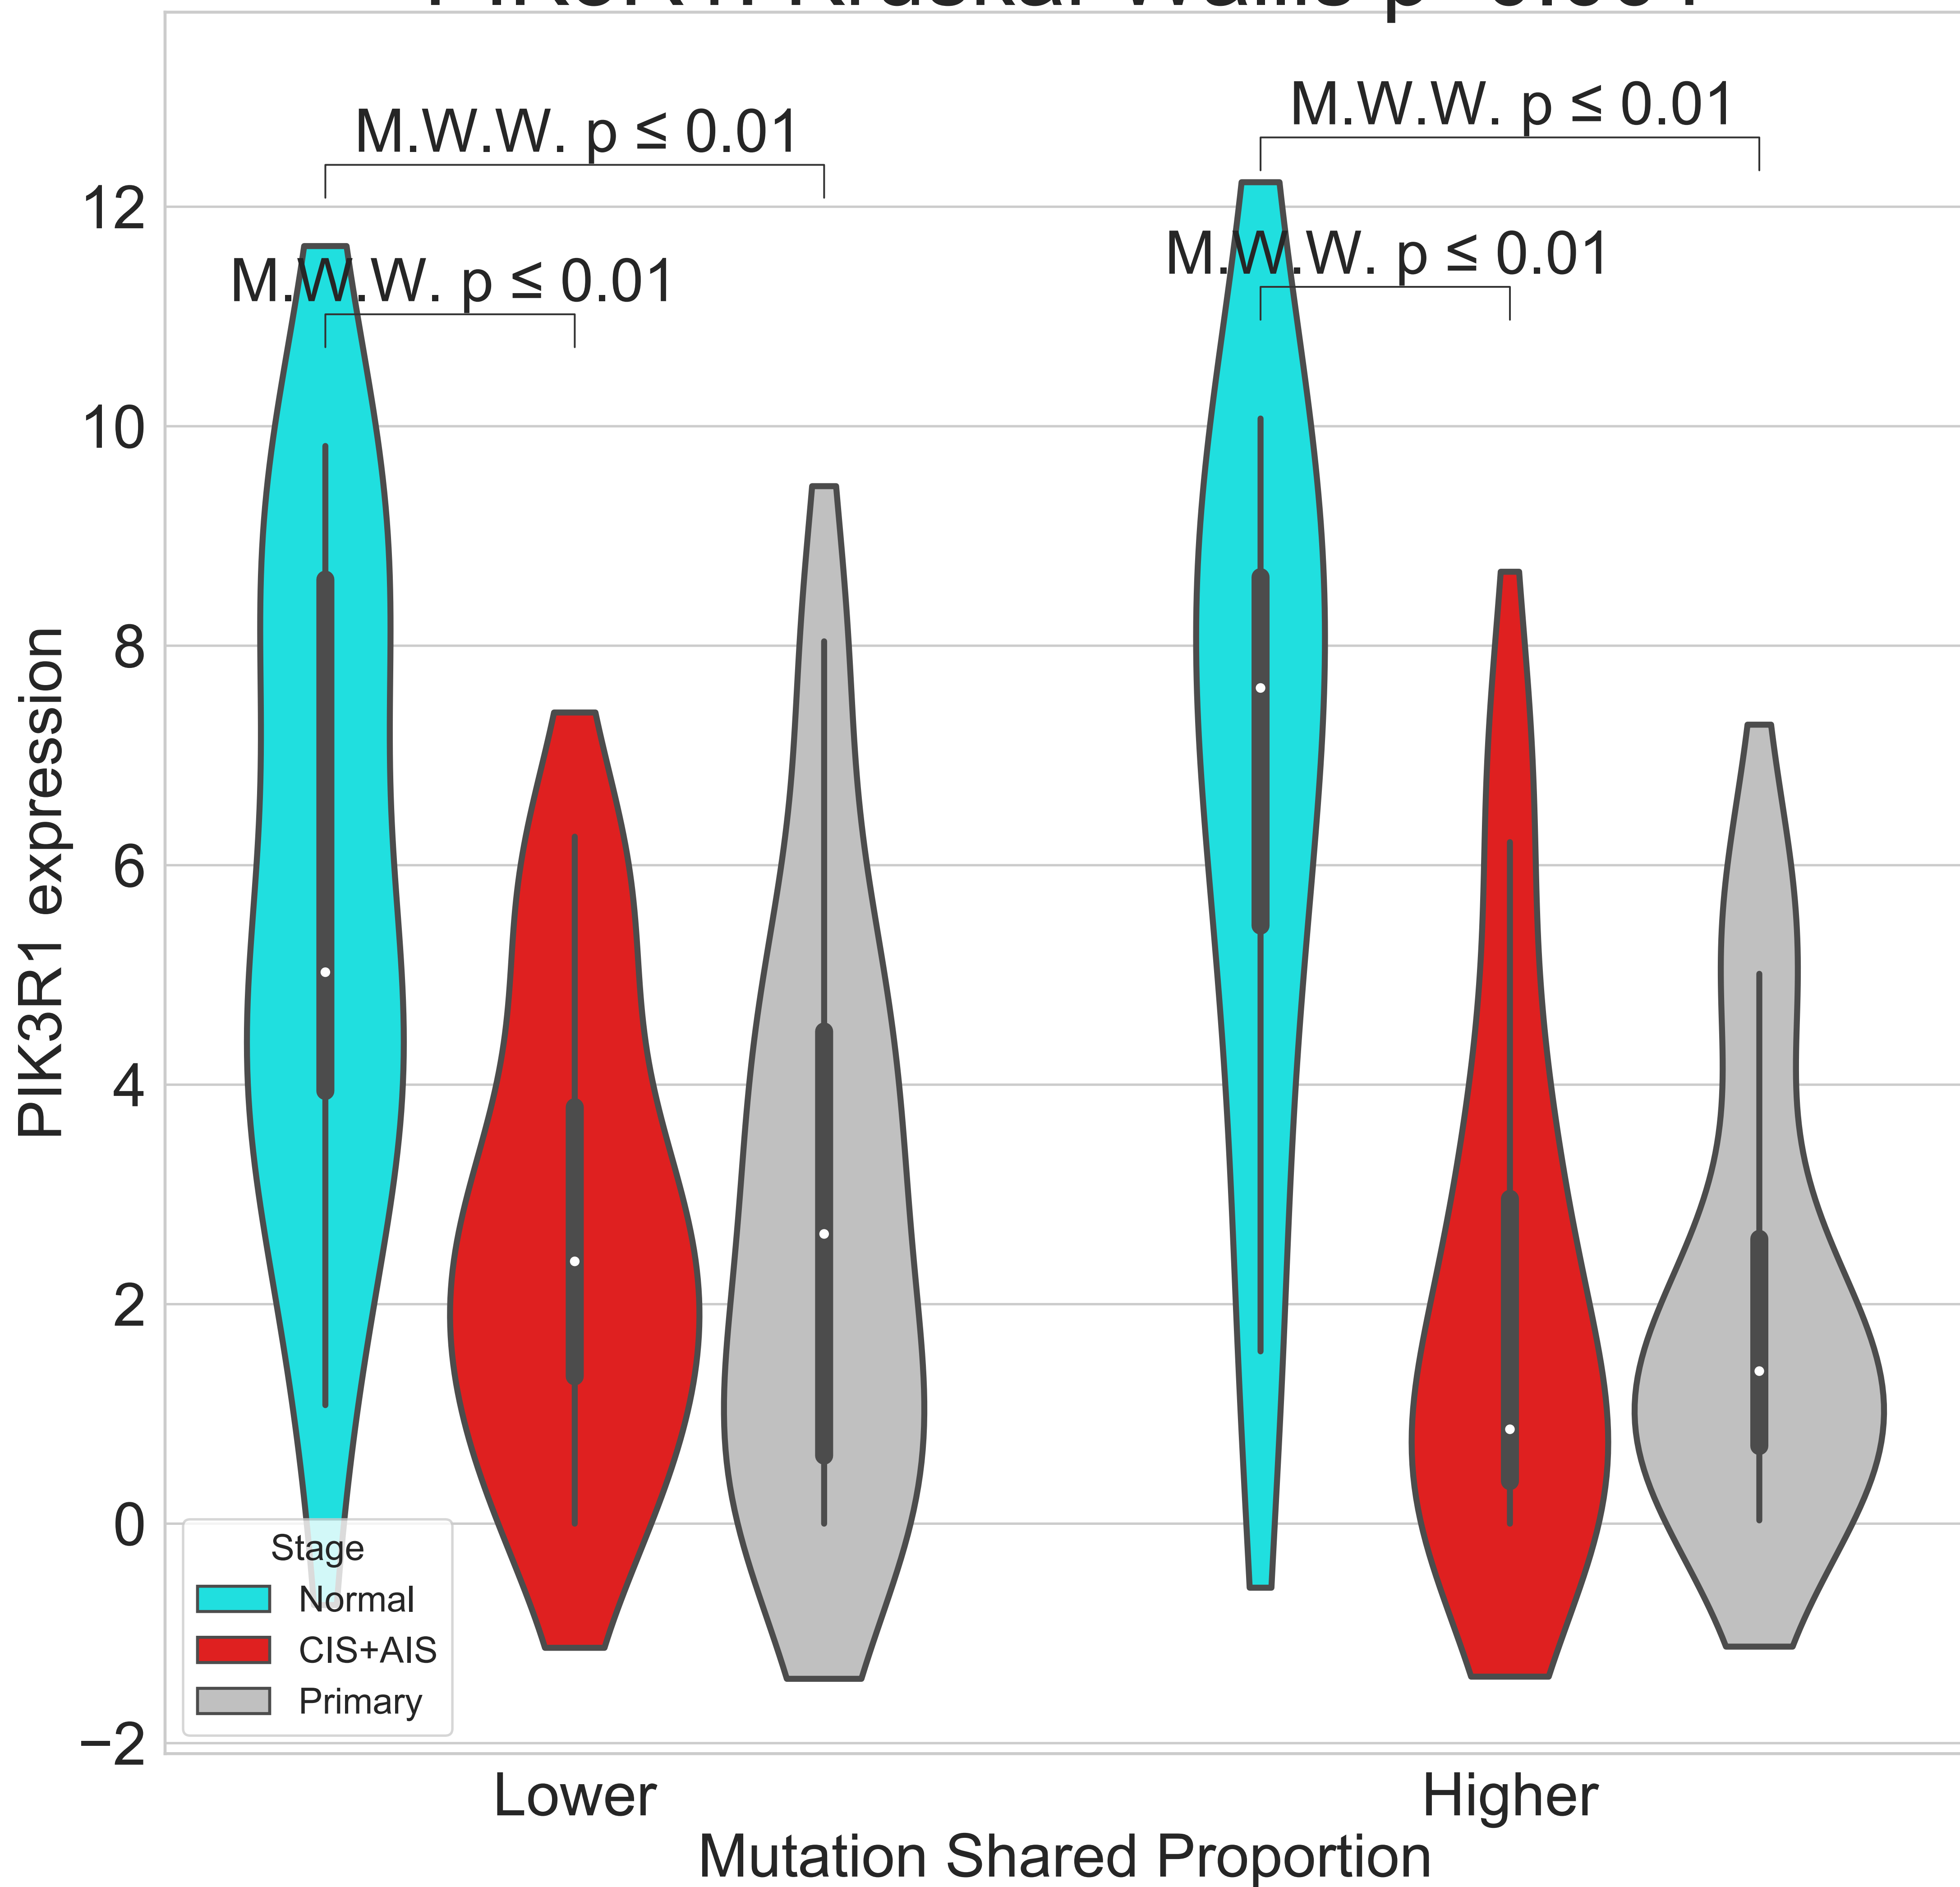 M.W.W. p ≤ 0.01
M.W.W. p ≤ 0.01
M.W.W. p ≤ 0.01
M.W.W. p ≤ 0.01
12
10
8
6
4
2
0
−2
PIK3R1 expression
Stage
Normal
CIS+AIS
Primary
Lower
Higher
Mutation Shared Proportion